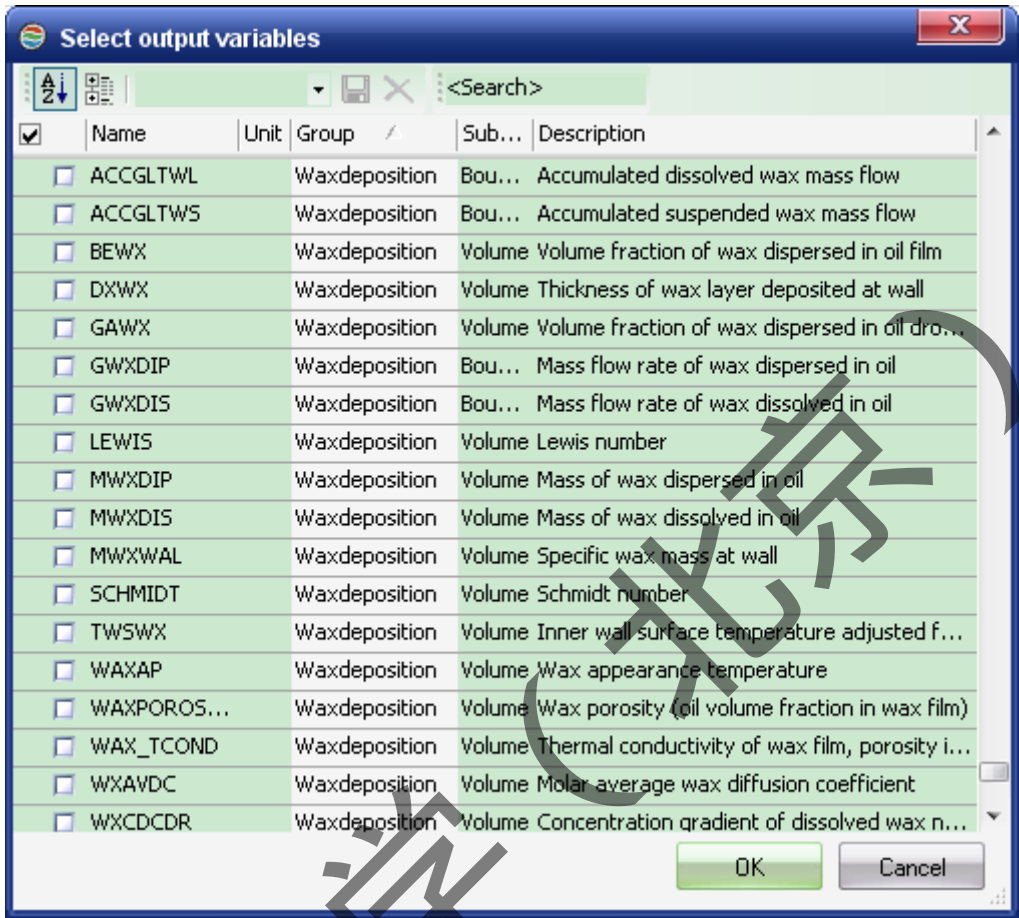 Select output variables
<Search>
Name Unit Group Sub... Description
ACCGLTWL Waxdeposition Bou... Accumulated dissolved wax mass flow
ACCGLTWS Waxdeposition Bou... Accumulated suspended wax mass flow
BEWX Waxdeposition Volume Volume fraction of wax dispersed in oil film
DXWX Waxdeposition Volume Thickness of wax layer deposited at wall
GAWX Waxdeposition Volume Volume fraction of wax dispersed in oil dro...
GWXDIP Waxdeposition Bou... Mass flow rate of wax dispersed in oil
GWXDIS Waxdeposition Bou... Mass flow rate of wax dissolved in oil
LEWIS Waxdeposition Volume Lewis number
MWXDIP Waxdeposition Volume Mass of wax dispersed in oil
MWXDIS Waxdeposition Volume Mass of wax dissolved in oil
MWXWAL Waxdeposition Volume Specific wax mass at wall
SCHMIDT Waxdeposition Volume Schmidt number
TWSWX Waxdeposition Volume Inner wall surface temperature adjusted f...
WAXAP Waxdeposition Volume Wax appearance temperature
WAXPOROS... Waxdeposition Volume Wax porosity (oil volume fraction in wax film)
WAX_TCOND Waxdeposition Volume Thermal conductivity of wax film, porosity i...
WXAVDC Waxdeposition Volume Molar average wax diffusion coefficient
WXCDCDR Waxdeposition Volume Concentration gradient of dissolved wax n...
OK Cancel
学（北京）